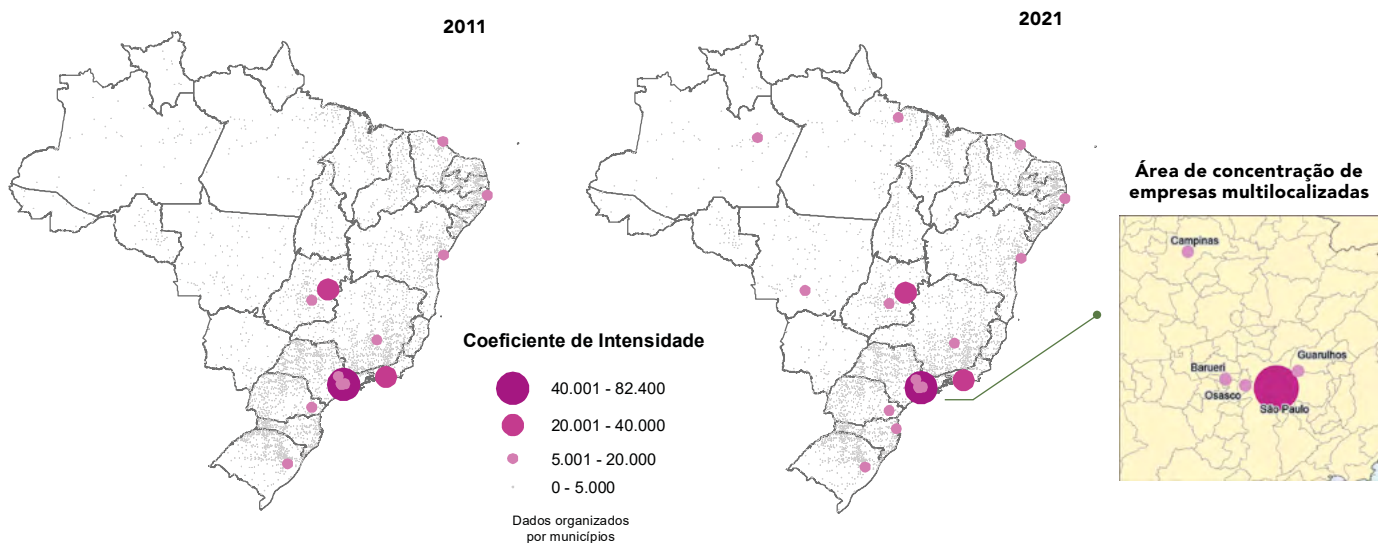 2011
2021
Coeficiente de Intensidade
40.001 - 82.400
20.001 - 40.000
5.001 - 20.000
0 - 5.000
Dados organizados
por municípios
Área de concentração de
empresas multilocalizadas
Campinas
Guarulhos
Barueri
Osasco
São Paulo